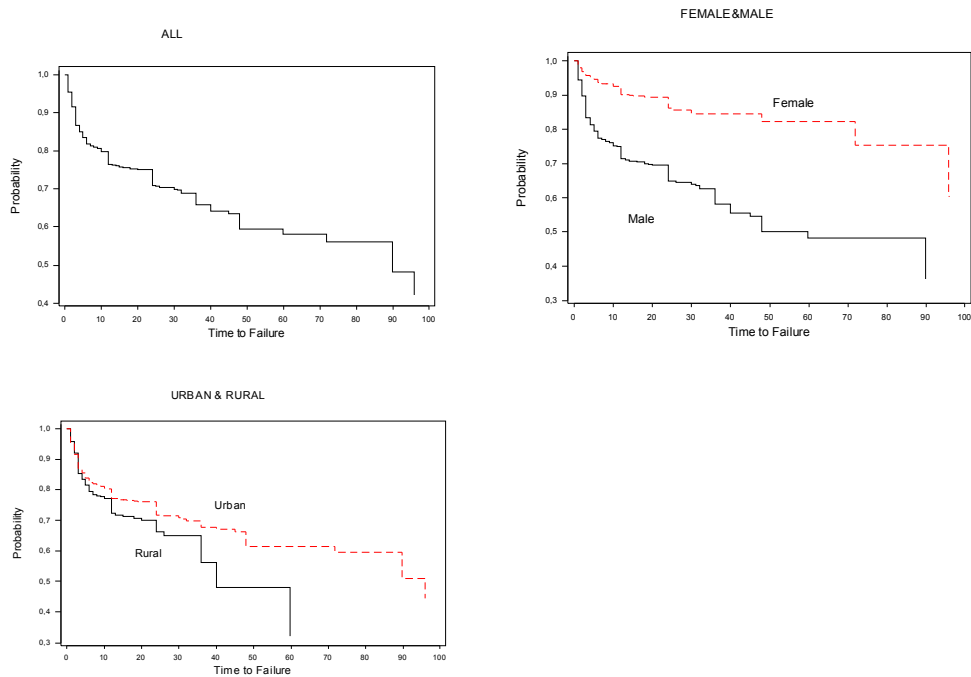 ALL
1,0
0,9
0,8
0,7
0,6
0,5
0,4
Probability
0 10 20 30 40 50 60 70 80 90 100
Time to Failure
FEMALE&MALE
1,0
0,9
0,8
0,7
0,6
0,5
0,4
0,3
Probability
Female
Male
0 10 20 30 40 50 60 70 80 90 100
Time to Failure
URBAN & RURAL
1,0
0,9
0,8
0,7
0,6
0,5
0,4
0,3
Probability
Urban
Rural
0 10 20 30 40 50 60 70 80 90 100
Time to Failure